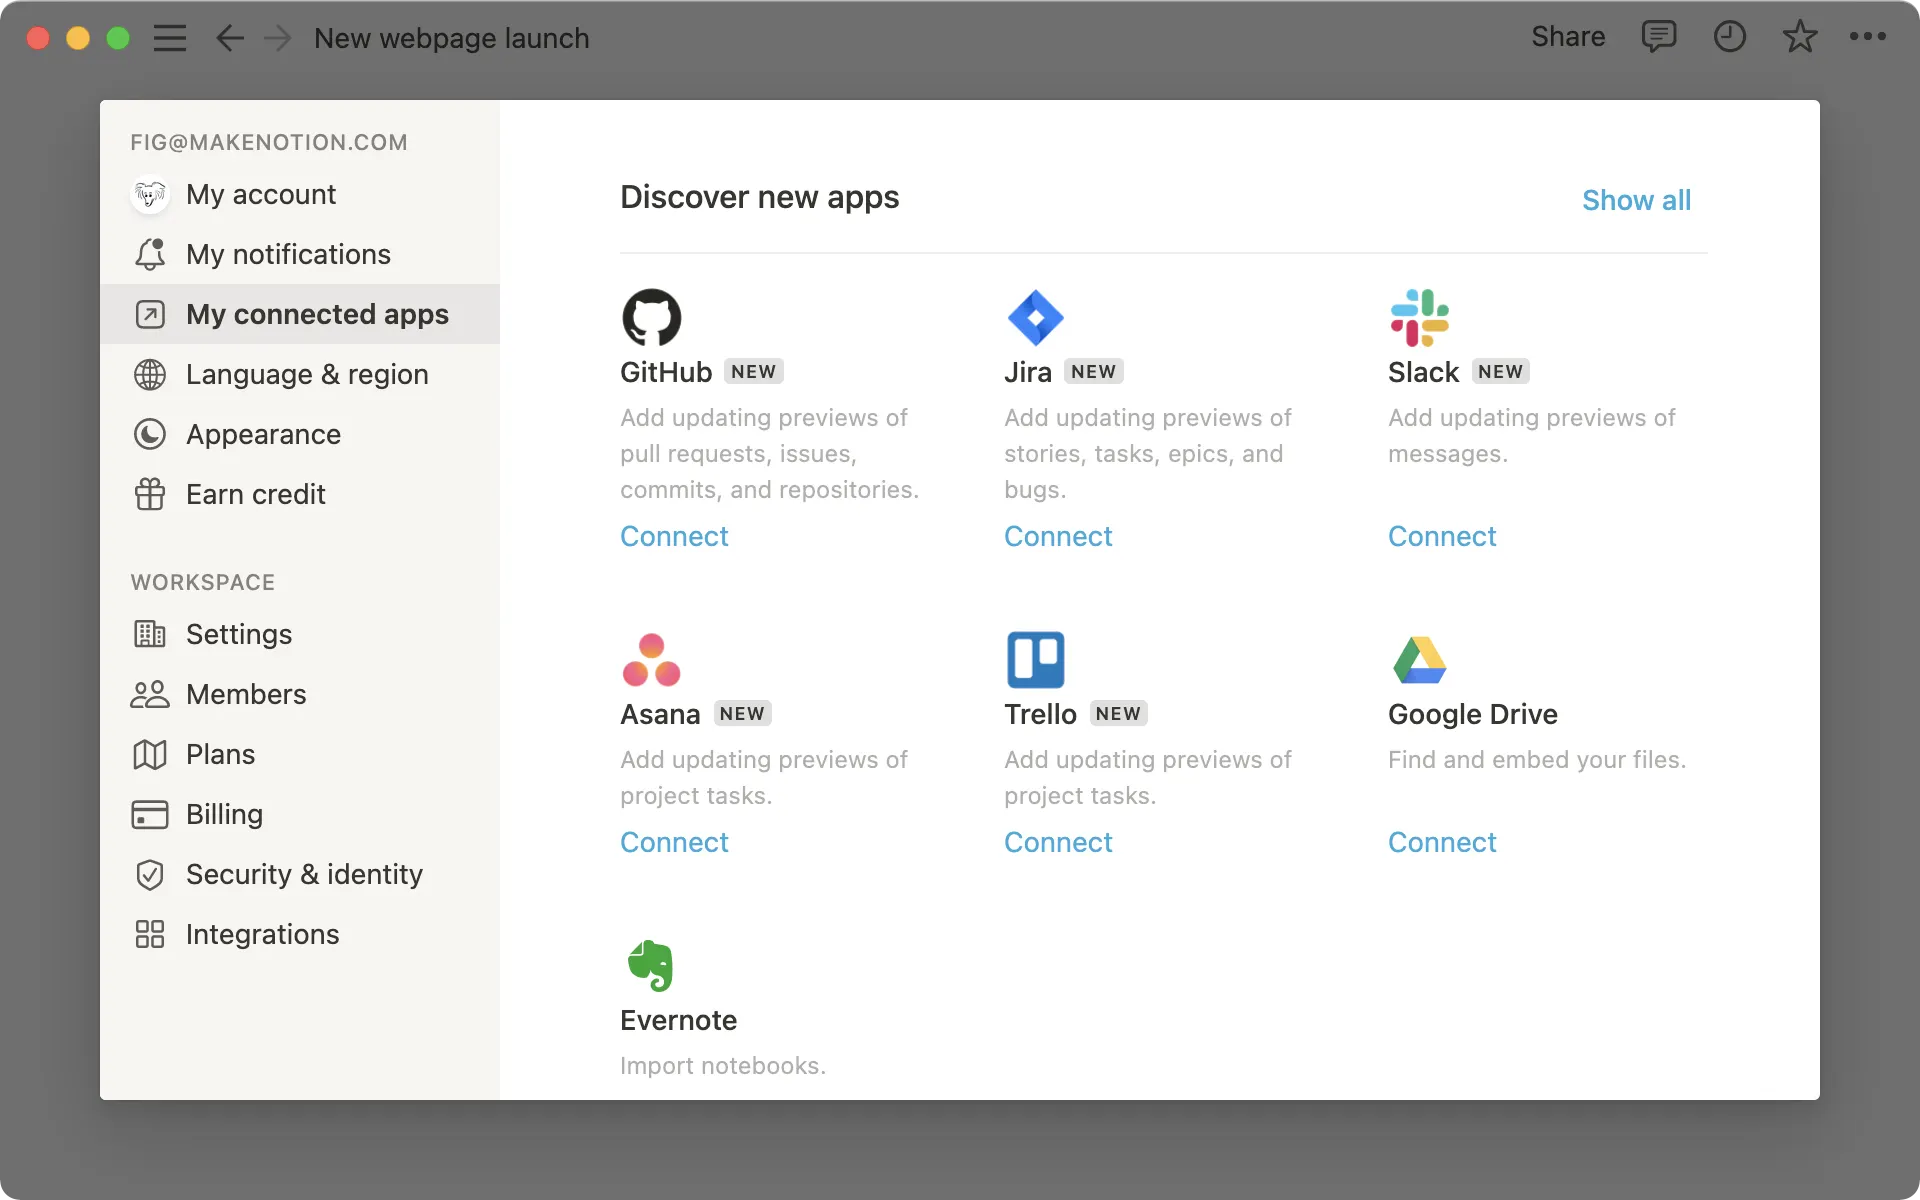 New webpage launch
Share
FIG@MAKENOTION.COM
My account
My notifications
My connected apps
Language & region
Appearance
Earn credit
WORKSPACE
Settings
Members
Plans
Billing
Security & identity
Integrations
Discover new apps
Show all
GitHub NEW
Add updating previews of
pull requests, issues,
commits, and repositories.
Connect
Jira NEW
Add updating previews of
stories, tasks, epics, and
bugs.
Connect
Slack NEW
Add updating previews of
messages.
Connect
Asana NEW
Add updating previews of
project tasks.
Connect
Trello NEW
Add updating previews of
project tasks.
Connect
Google Drive
Find and embed your files.
Connect
Evernote
Import notebooks.